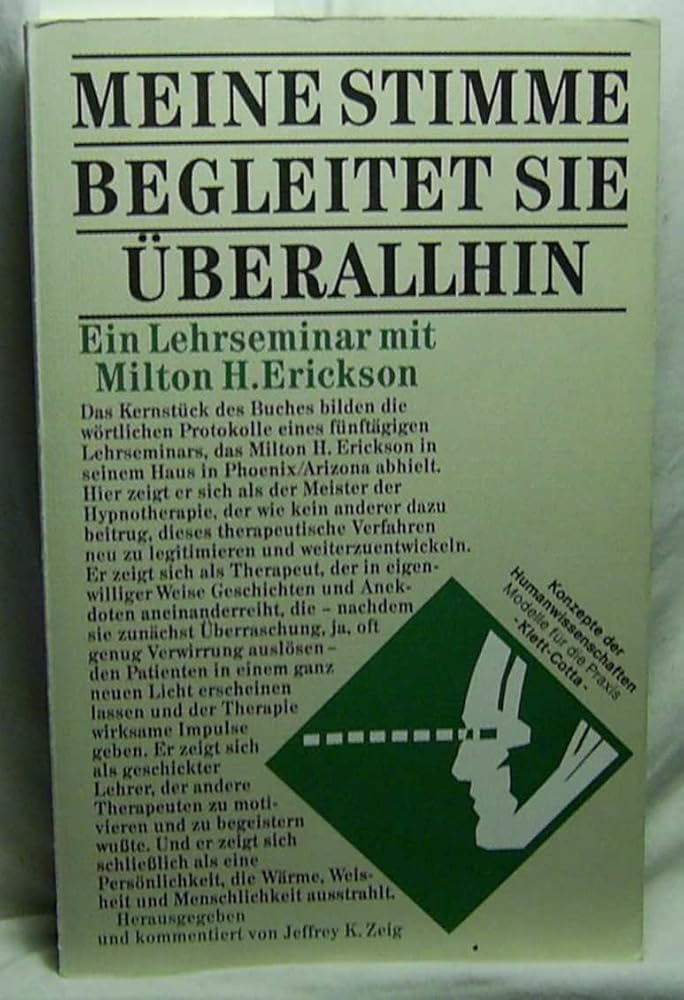 MEINE STIMME
BEGLEITET SIE
ÜBERALLHIN
Ein Lehrseminar mit
Milton H. Erickson
Das Kernstück des Buches bilden die
wörtlichen Protokolle eines fünftägigen
Lehrseminars, das Milton H. Erickson in
seinem Haus in Phoenix/Arizona abhielt.
Hier zeigt er sich als der Meister der
Hypnotherapie, der wie kein anderer dazu
beitrug, dieses therapeutische Verfahren
neu zu legitimieren und weiterzuentwickeln.
Er zeigt sich als Therapeut, der in eigen-
williger Weise Geschichten und Anek-
doten aneinanderreiht, die – nachdem
sie zunächst Überraschung, ja, oft
genug Verwirrung auslösen –
den Patienten in einem ganz
neuen Licht erscheinen
lassen und der Therapie
wirksame Impulse
geben. Er zeigt sich
als geschickter
Lehrer, der andere
Therapeuten zu moti-
vieren und zu begeistern
wußte. Und er zeigt sich
schließlich als eine
Persönlichkeit, die Wärme, Weis-
heit und Menschlichkeit ausstrahlt.
Herausgegeben
und kommentiert von Jeffrey K. Zeig
Konzepte der
Humanwissenschaften
Modelle für die Praxis
-Klett-Cotta-